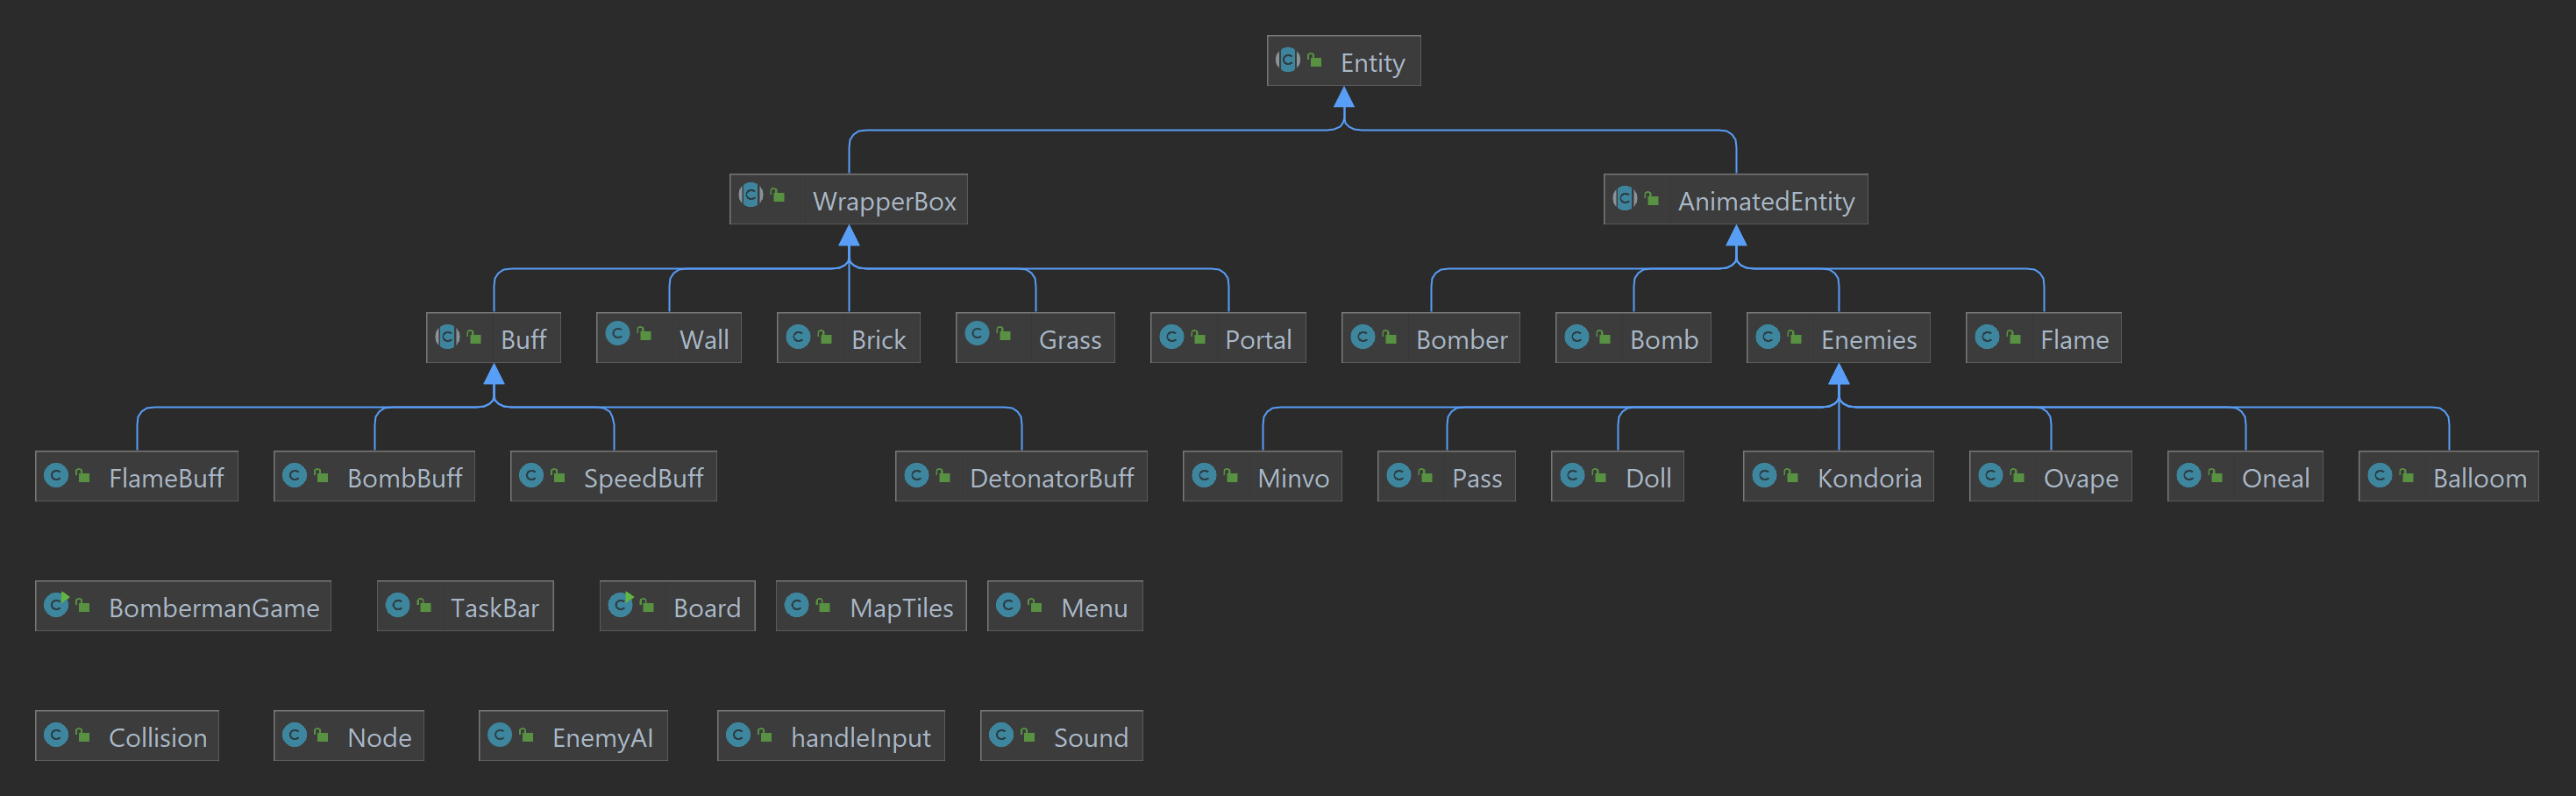 Entity
WrapperBox AnimatedEntity
Buff Wall Brick Grass Portal Bomber Bomb Enemies Flame
FlameBuff BombBuff SpeedBuff DetonatorBuff Minvo Pass Doll Kondoria Ovape Oneal Balloom
BombermanGame TaskBar Board MapTiles Menu
Collision Node EnemyAI handleInput Sound